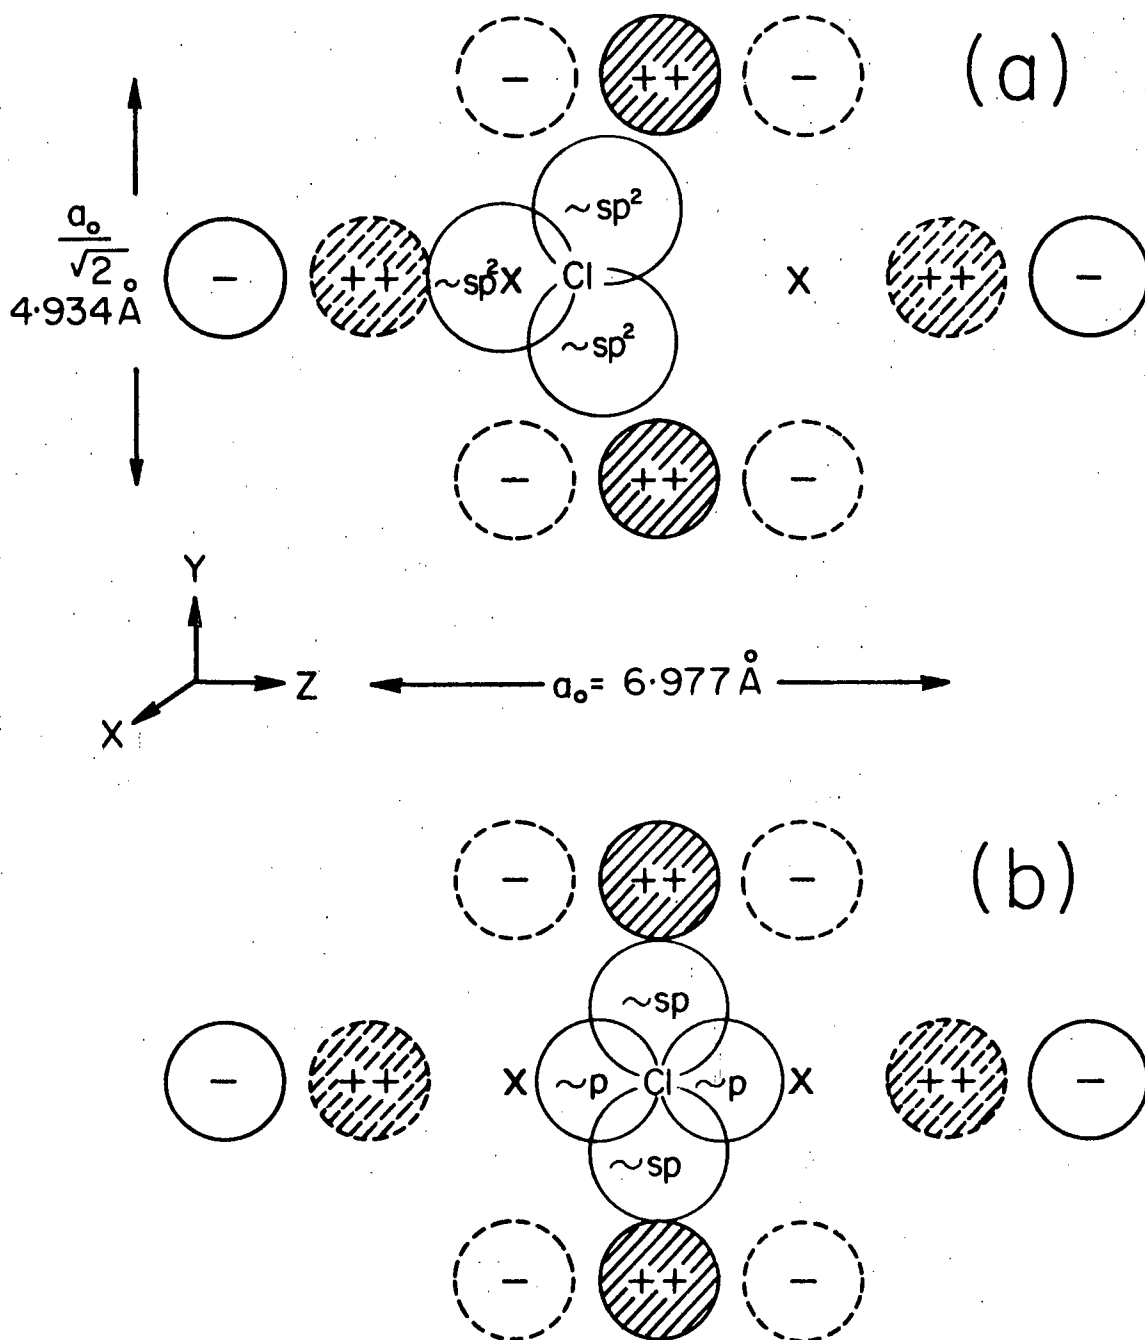 − ++ − (a)
~sp²
a₀
√2
4·934 Å
− ++ ~sp² X Cl X ++ −
~sp²
− ++ −
Y
Z
X
a₀ = 6·977 Å
− ++ − (b)
~sp
− ++ X ~p Cl ~p X ++ −
~sp
− ++ −